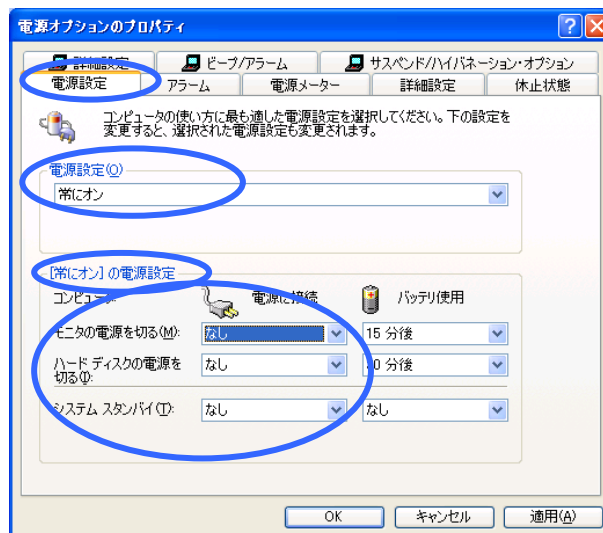 電源オプションのプロパティ
詳細設定 ビープ/アラーム サスペンド/ハイバネーション・オプション
電源設定 アラーム 電源メーター 詳細設定 休止状態
コンピュータの使い方に最も適した電源設定を選択してください。下の設定を
変更すると、選択された電源設定も変更されます。
電源設定(O)
常にオン
[常にオン] の電源設定
コンピュータ: 電源に接続 バッテリ使用
モニタの電源を切る(M): なし 15 分後
ハード ディスクの電源を
切る(I): なし 分後
システム スタンバイ(T): なし なし
OK キャンセル 適用(A)